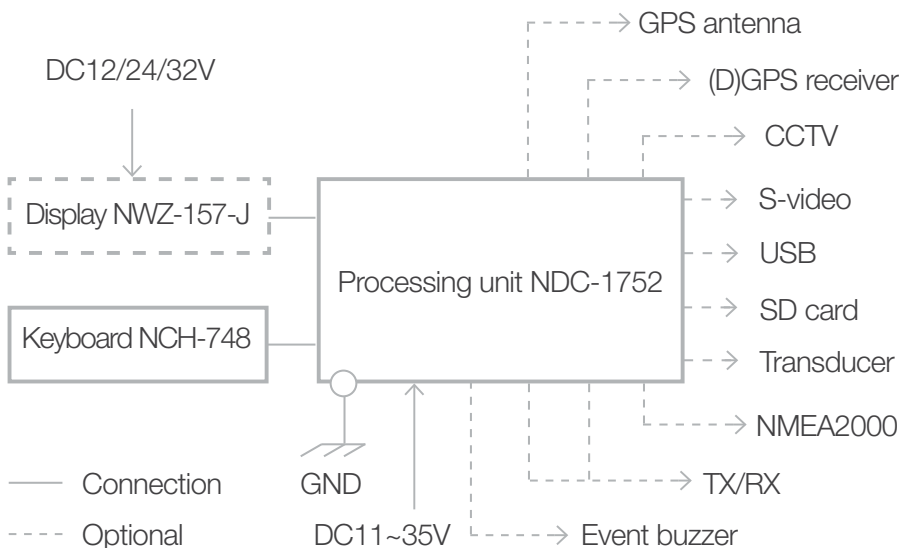 GPS antenna
DC12/24/32V
(D)GPS receiver
CCTV
Display NWZ-157-J
S-video
USB
Processing unit NDC-1752
SD card
Keyboard NCH-748
Transducer
NMEA2000
Connection
GND
TX/RX
Optional
DC11~35V
Event buzzer